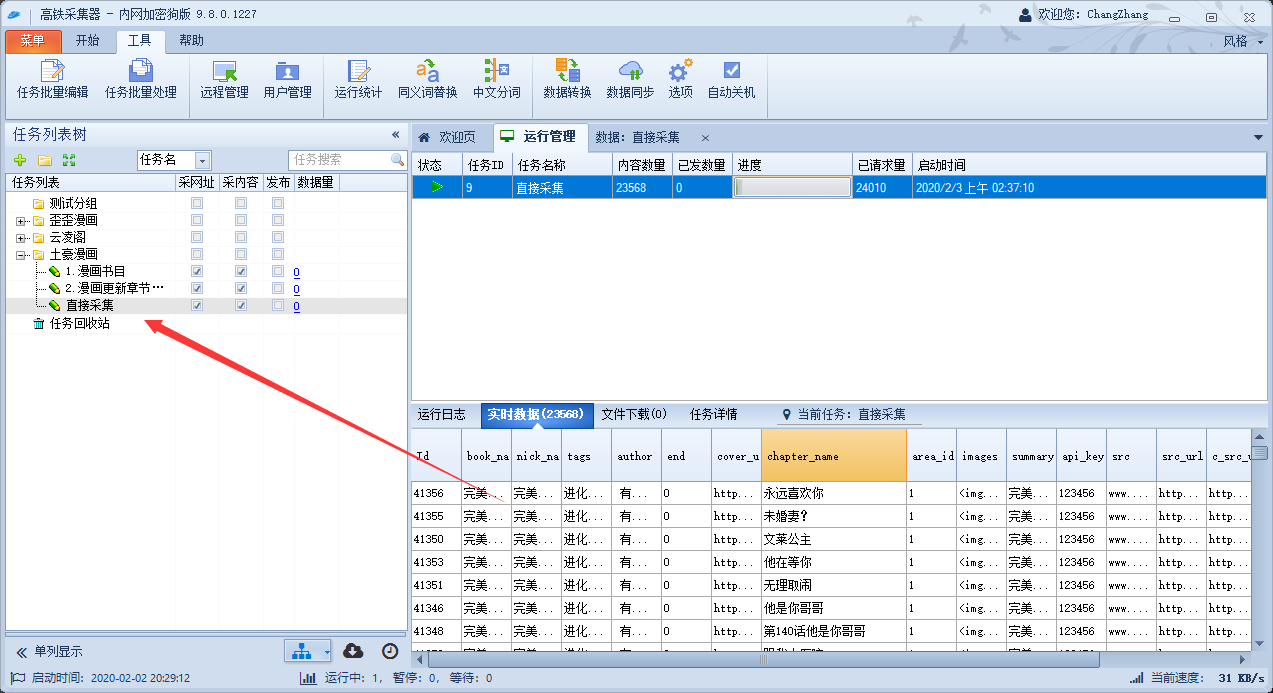 高铁采集器 - 内网加密狗版 9.8.0.1227 欢迎您: ChangZhang
菜单 开始 工具 帮助 风格
任务批量编辑 任务批量处理 远程管理 用户管理 运行统计 同义词替换 中文分词 数据转换 数据同步 选项 自动关机
任务列表树
任务名 任务搜索
任务列表 采网址 采内容 发布 数据量
测试分组
歪歪漫画
云凌阁
土豪漫画
1.漫画书目 0
2.漫画更新章节… 0
直接采集 0
任务回收站
欢迎页 运行管理 数据: 直接采集
状态 任务ID 任务名称 内容数量 已发数量 进度 已请求量 启动时间
9 直接采集 23568 0 24010 2020/2/3 上午 02:37:10
运行日志 实时数据(23568) 文件下载(0) 任务详情 当前任务: 直接采集
Id book_na nick_na tags author end cover_u chapter_name area_id images summary api_key src src_url c_src_u
41356 完美... 完美... 进化... 有... 0 http... 永远喜欢你 1 <img... 完美... 123456 www.... http... http...
41355 完美... 完美... 进化... 有... 0 http... 未婚妻? 1 <img... 完美... 123456 www.... http... http...
41350 完美... 完美... 进化... 有... 0 http... 文莱公主 1 <img... 完美... 123456 www.... http... http...
41353 完美... 完美... 进化... 有... 0 http... 他在等你 1 <img... 完美... 123456 www.... http... http...
41351 完美... 完美... 进化... 有... 0 http... 无理取闹 1 <img... 完美... 123456 www.... http... http...
41346 完美... 完美... 进化... 有... 0 http... 他是你哥哥 1 <img... 完美... 123456 www.... http... http...
41348 完美... 完美... 进化... 有... 0 http... 第140话他是你哥哥 1 <img... 完美... 123456 www.... http... http...
单列显示
启动时间: 2020-02-02 20:29:12 运行中: 1, 暂停: 0, 等待: 0 当前速度: 31 KB/s